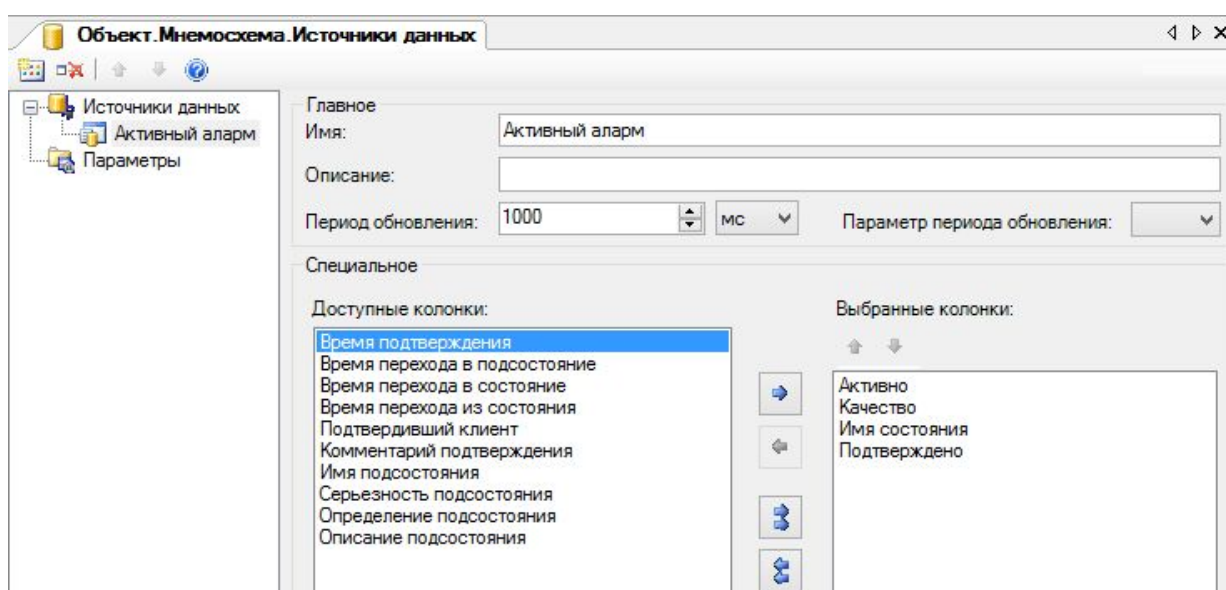 Объект.Мнемосхема.Источники данных
Источники данных
Активный аларм
Параметры
Главное
Имя: Активный аларм
Описание:
Период обновления: 1000 мс Параметр периода обновления:
Специальное
Доступные колонки:
Время подтверждения
Время перехода в подсостояние
Время перехода в состояние
Время перехода из состояния
Подтвердивший клиент
Комментарий подтверждения
Имя подсостояния
Серьезность подсостояния
Определение подсостояния
Описание подсостояния
Выбранные колонки:
Активно
Качество
Имя состояния
Подтверждено